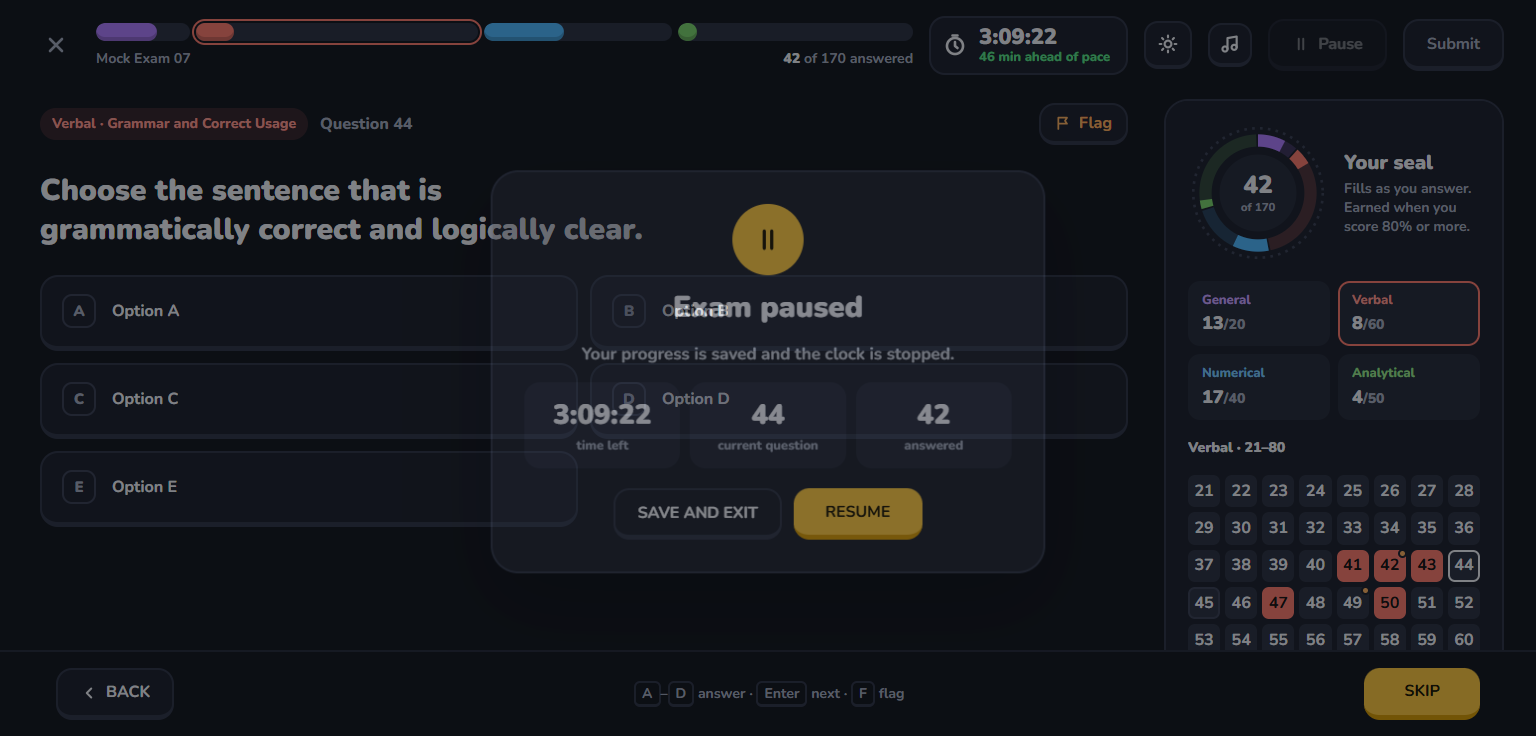 Mock Exam 07
42 of 170 answered
3:09:22
46 min ahead of pace
Pause
Submit
Verbal · Grammar and Correct Usage
Question 44
Flag
Choose the sentence that is
grammatically correct and logically clear.
A Option A
B Option B
C Option C
D Option D
E Option E
Exam paused
Your progress is saved and the clock is stopped.
3:09:22
time left
44
current question
42
answered
SAVE AND EXIT
RESUME
42
of 170
Your seal
Fills as you answer.
Earned when you
score 80% or more.
General
13/20
Verbal
8/60
Numerical
17/40
Analytical
4/50
Verbal · 21–80
21 22 23 24 25 26 27 28
29 30 31 32 33 34 35 36
37 38 39 40 41 42 43 44
45 46 47 48 49 50 51 52
53 54 55 56 57 58 59 60
BACK
A – D answer · Enter next · F flag
SKIP